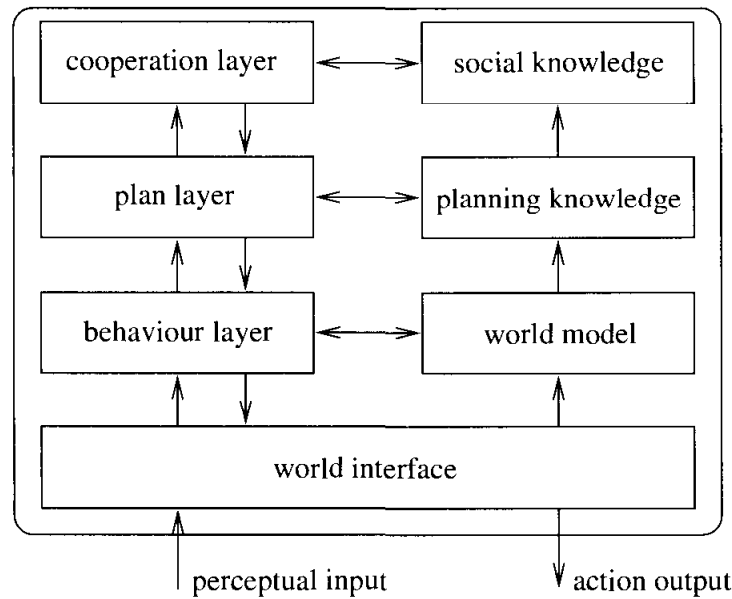 cooperation layer
social knowledge
plan layer
planning knowledge
behaviour layer
world model
world interface
perceptual input
action output